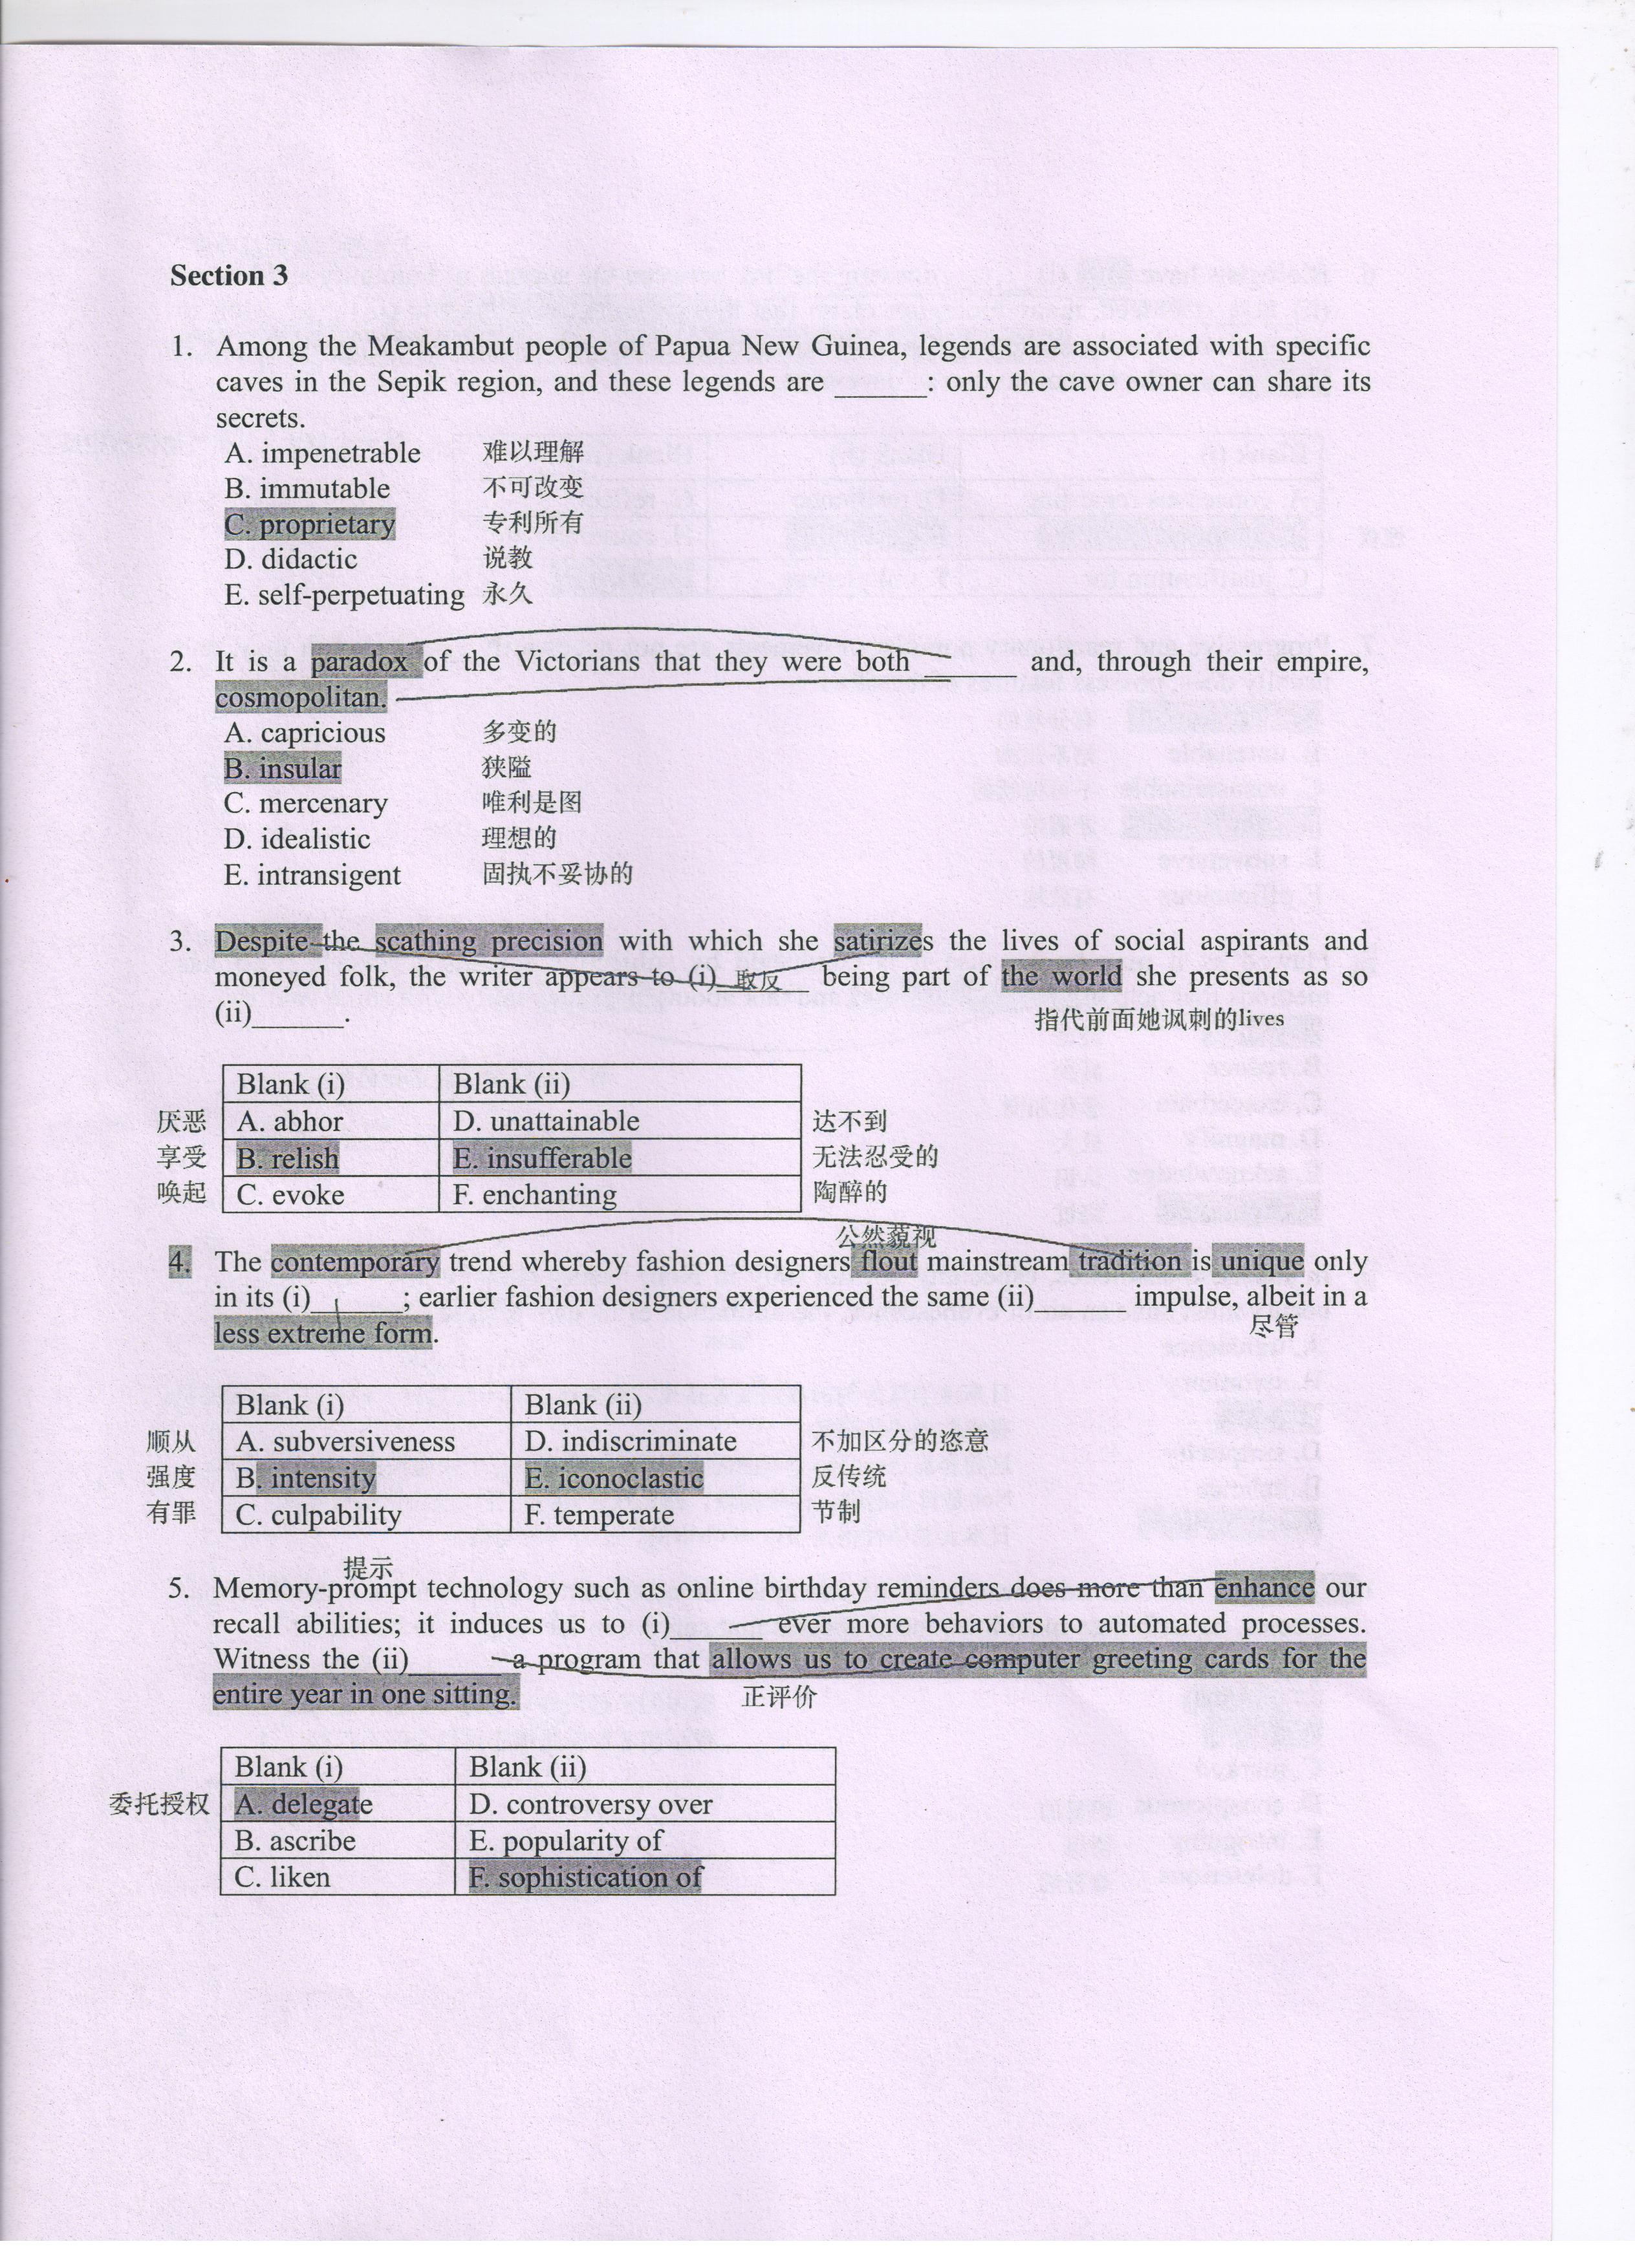 Section 3
1. Among the Meakambut people of Papua New Guinea, legends are associated with specific
caves in the Sepik region, and these legends are ______: only the cave owner can share its
secrets.
A. impenetrable 难以理解
B. immutable 不可改变
C. proprietary 专利所有
D. didactic 说教
E. self-perpetuating 永久
2. It is a paradox of the Victorians that they were both ______ and, through their empire,
cosmopolitan.
A. capricious 多变的
B. insular 狭隘
C. mercenary 唯利是图
D. idealistic 理想的
E. intransigent 固执不妥协的
3. Despite the scathing precision with which she satirizes the lives of social aspirants and
moneyed folk, the writer appears to (i)__取反__ being part of the world she presents as so
(ii)______.
指代前面她讽刺的lives
Blank (i) Blank (ii)
厌恶 A. abhor D. unattainable 达不到
享受 B. relish E. insufferable 无法忍受的
唤起 C. evoke F. enchanting 陶醉的
公然藐视
4. The contemporary trend whereby fashion designers flout mainstream tradition is unique only
in its (i)______; earlier fashion designers experienced the same (ii)______ impulse, albeit in a
尽管
less extreme form.
Blank (i) Blank (ii)
顺从 A. subversiveness D. indiscriminate 不加区分的恣意
强度 B. intensity E. iconoclastic 反传统
有罪 C. culpability F. temperate 节制
提示
5. Memory-prompt technology such as online birthday reminders does more than enhance our
recall abilities; it induces us to (i)______ ever more behaviors to automated processes.
Witness the (ii)______ a program that allows us to create computer greeting cards for the
entire year in one sitting.
正评价
Blank (i) Blank (ii)
委托授权 A. delegate D. controversy over
B. ascribe E. popularity of
C. liken F. sophistication of